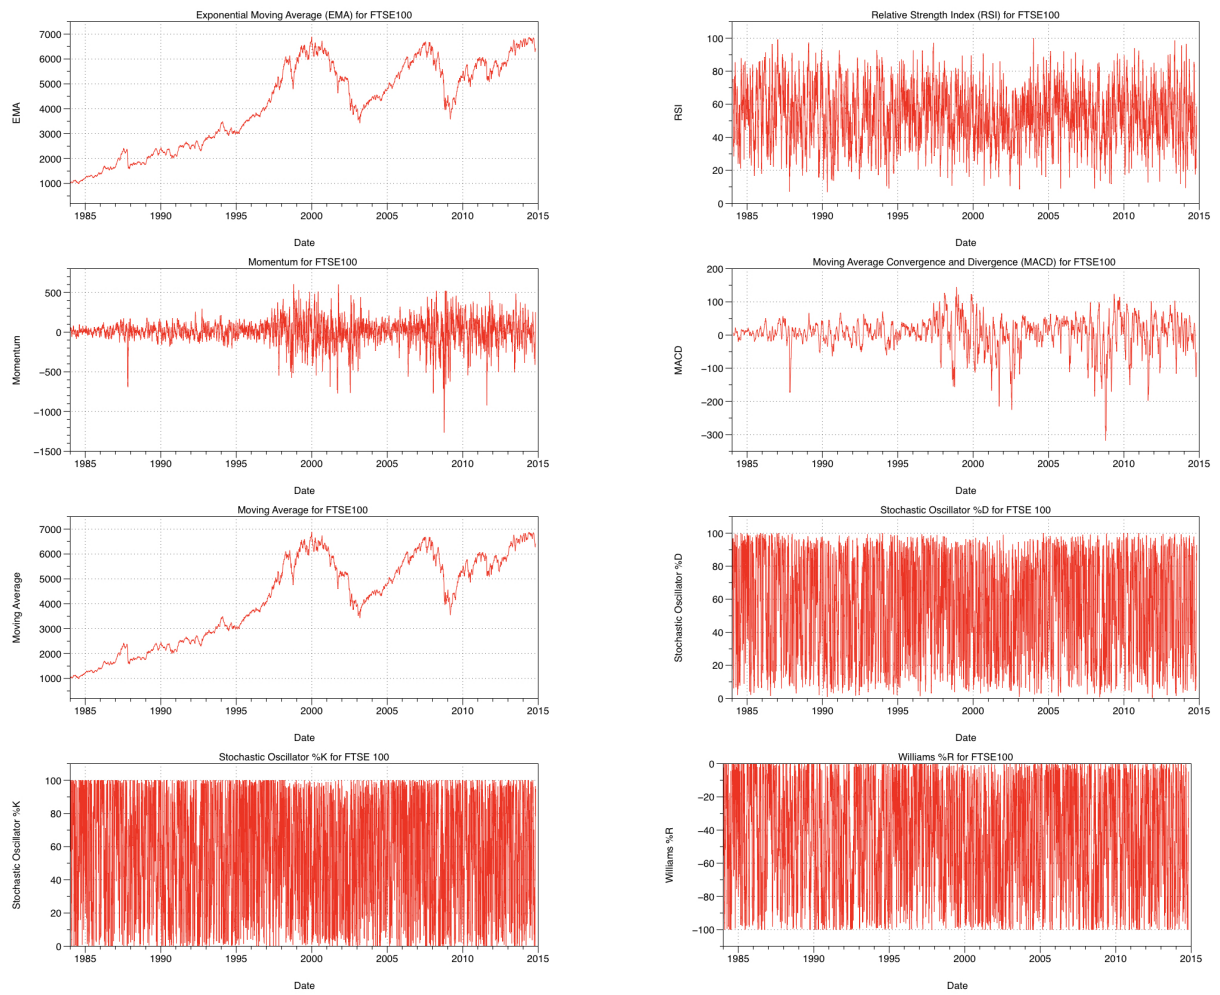 Exponential Moving Average (EMA) for FTSE100
7000
6000
5000
4000
3000
2000
1000
EMA
1985 1990 1995 2000 2005 2010 2015
Date
Relative Strength Index (RSI) for FTSE100
100
80
60
40
20
0
RSI
1985 1990 1995 2000 2005 2010 2015
Date
Momentum for FTSE100
500
0
−500
−1000
−1500
Momentum
1985 1990 1995 2000 2005 2010 2015
Date
Moving Average Convergence and Divergence (MACD) for FTSE100
200
100
0
−100
−200
−300
MACD
1985 1990 1995 2000 2005 2010 2015
Date
Moving Average for FTSE100
7000
6000
5000
4000
3000
2000
1000
Moving Average
1985 1990 1995 2000 2005 2010 2015
Date
Stochastic Oscillator %D for FTSE 100
100
80
60
40
20
0
Stochastic Oscillator %D
1985 1990 1995 2000 2005 2010 2015
Date
Stochastic Oscillator %K for FTSE 100
100
80
60
40
20
0
Stochastic Oscillator %K
1985 1990 1995 2000 2005 2010 2015
Date
Williams %R for FTSE100
0
−20
−40
−60
−80
−100
Williams %R
1985 1990 1995 2000 2005 2010 2015
Date